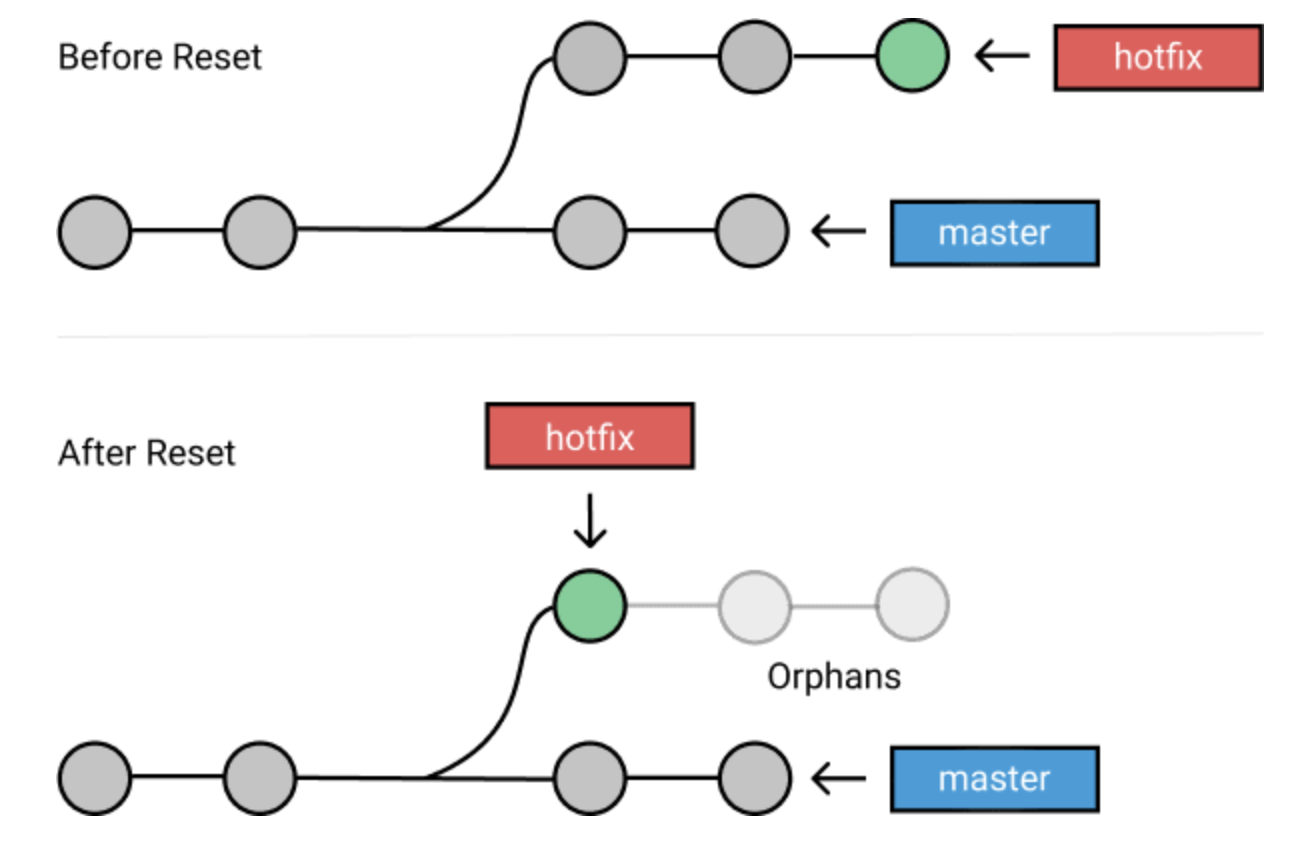 Before Reset
hotfix
master
After Reset
hotfix
Orphans
master